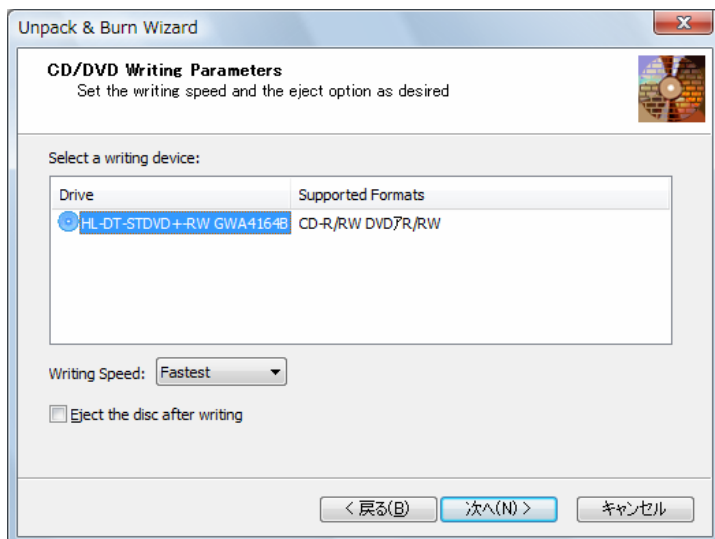 Unpack & Burn Wizard
CD/DVD Writing Parameters
Set the writing speed and the eject option as desired
Select a writing device:
Drive Supported Formats
HL-DT-STDVD+-RW GWA4164B CD-R/RW DVDｱR/RW
Writing Speed: Fastest
Eject the disc after writing
< 戻る(B) 次へ(N) > キャンセル